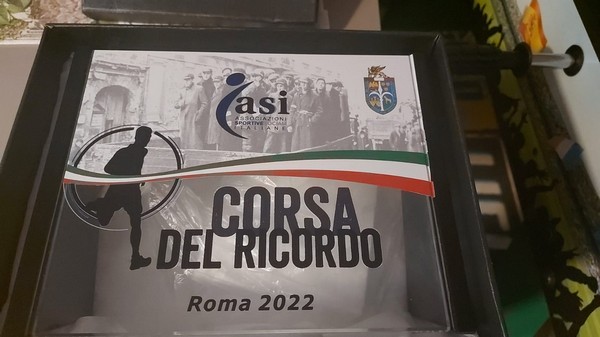 asi
ASSOCIAZIONI
SPORTIVE SOCIALI
ITALIANE
CORSA
DEL RICORDO
Roma 2022